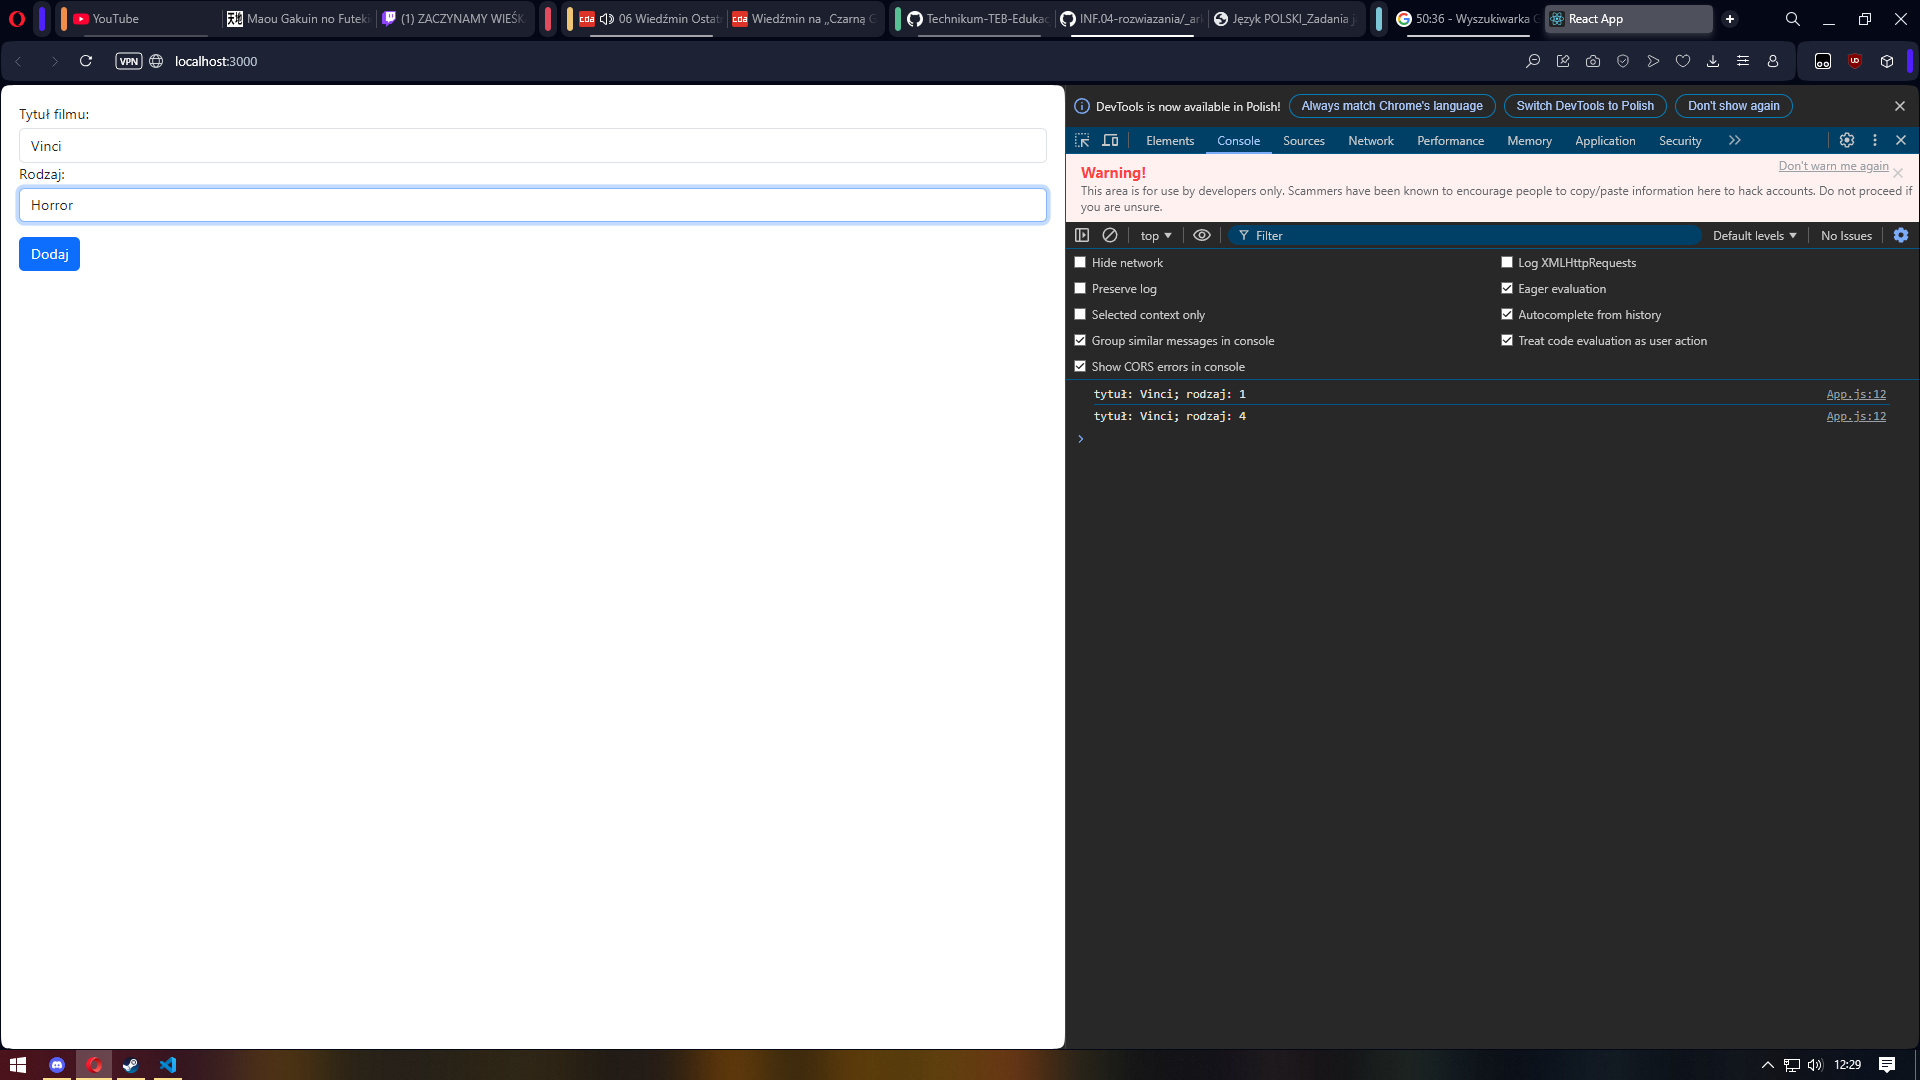 YouTube
Maou Gakuin no Futeki
(1) ZACZYNAMY WIEŚK
cda 06 Wiedźmin Ostat
cda Wiedźmin na „Czarną G
Technikum-TEB-Edukac
INF.04-rozwiazania/_ark
Język POLSKI_Zadania j
50:36 - Wyszukiwarka G
React App
VPN localhost:3000
Tytuł filmu:
Vinci
Rodzaj:
Horror
Dodaj
DevTools is now available in Polish! Always match Chrome's language Switch DevTools to Polish Don't show again
Elements Console Sources Network Performance Memory Application Security
Don't warn me again
Warning!
This area is for use by developers only. Scammers have been known to encourage people to copy/paste information here to hack accounts. Do not proceed if
you are unsure.
top Filter Default levels No Issues
Hide network Log XMLHttpRequests
Preserve log Eager evaluation
Selected context only Autocomplete from history
Group similar messages in console Treat code evaluation as user action
Show CORS errors in console
tytuł: Vinci; rodzaj: 1 App.js:12
tytuł: Vinci; rodzaj: 4 App.js:12
12:29